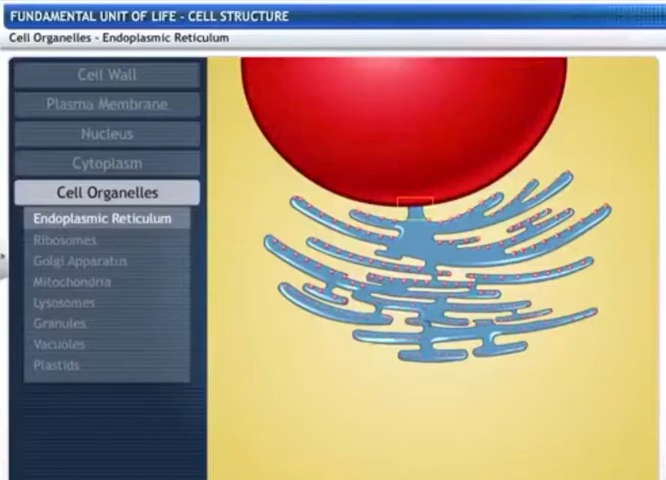 FUNDAMENTAL UNIT OF LIFE - CELL STRUCTURE
Cell Organelles - Endoplasmic Reticulum
Cell Wall
Plasma Membrane
Nucleus
Cytoplasm
Cell Organelles
Endoplasmic Reticulum
Ribosomes
Golgi Apparatus
Mitochondria
Lysosomes
Granules
Vacuoles
Plastids